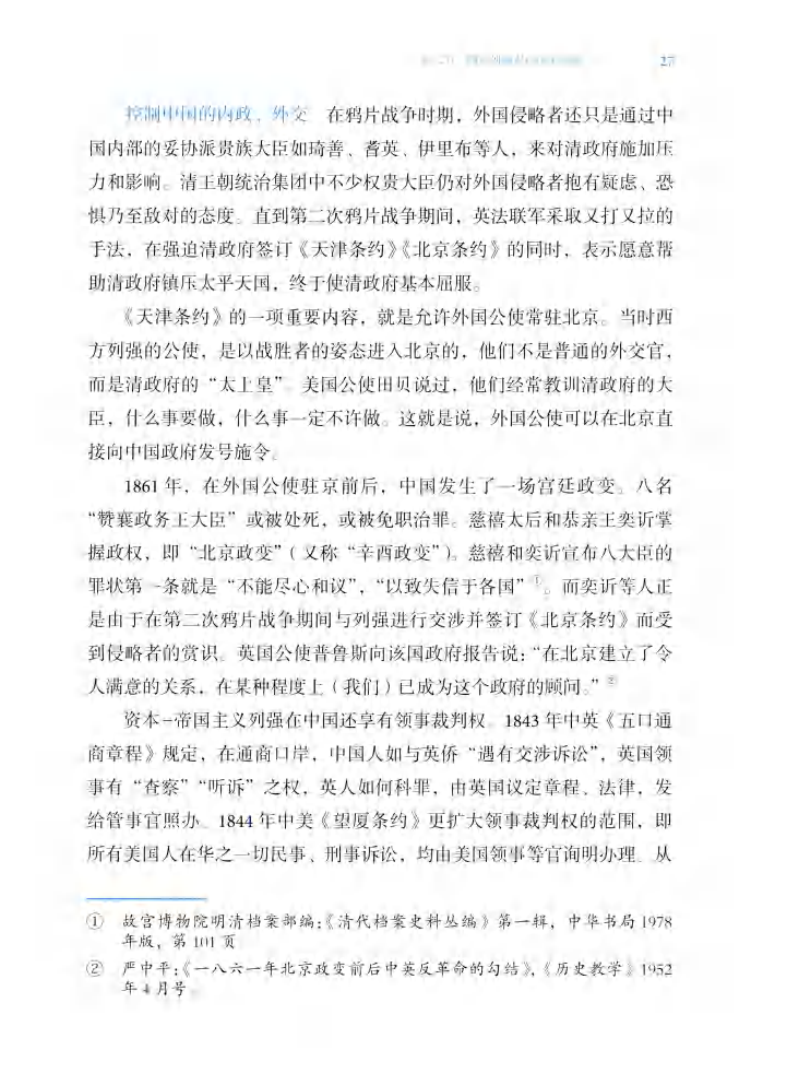 27
控制中国的内政、外交 在鸦片战争时期，外国侵略者还只是通过中
国内部的妥协派贵族大臣如琦善、耆英、伊里布等人，来对清政府施加压
力和影响。清王朝统治集团中不少权贵大臣仍对外国侵略者抱有疑虑、恐
惧乃至敌对的态度。直到第二次鸦片战争期间，英法联军采取又打又拉的
手法，在强迫清政府签订《天津条约》《北京条约》的同时，表示愿意帮
助清政府镇压太平天国，终于使清政府基本屈服。
《天津条约》的一项重要内容，就是允许外国公使常驻北京。当时西
方列强的公使，是以战胜者的姿态进入北京的，他们不是普通的外交官，
而是清政府的“太上皇”。美国公使田贝说过，他们经常教训清政府的大
臣，什么事要做，什么事一定不许做。这就是说，外国公使可以在北京直
接向中国政府发号施令。
1861 年，在外国公使驻京前后，中国发生了一场宫廷政变。八名
“赞襄政务王大臣”或被处死，或被免职治罪。慈禧太后和恭亲王奕䜣掌
握政权，即“北京政变”（又称“辛酉政变”）。慈禧和奕䜣宣布八大臣的
罪状第一条就是“不能尽心和议”，“以致失信于各国”①。而奕䜣等人正
是由于在第二次鸦片战争期间与列强进行交涉并签订《北京条约》而受
到侵略者的赏识。英国公使普鲁斯向该国政府报告说：“在北京建立了令
人满意的关系，在某种程度上（我们）已成为这个政府的顾问。”②
资本-帝国主义列强在中国还享有领事裁判权。1843 年中英《五口通
商章程》规定，在通商口岸，中国人如与英侨“遇有交涉诉讼”，英国领
事有“查察”“听诉”之权，英人如何科罪，由英国议定章程、法律，发
给管事官照办。1844 年中美《望厦条约》更扩大领事裁判权的范围，即
所有美国人在华之一切民事、刑事诉讼，均由美国领事等官询明办理。从
① 故宫博物院明清档案部编：《清代档案史料丛编》第一辑，中华书局 1978
年版，第 101 页
② 严中平：《一八六一年北京政变前后中英反革命的勾结》，《历史教学》1952
年 4 月号。